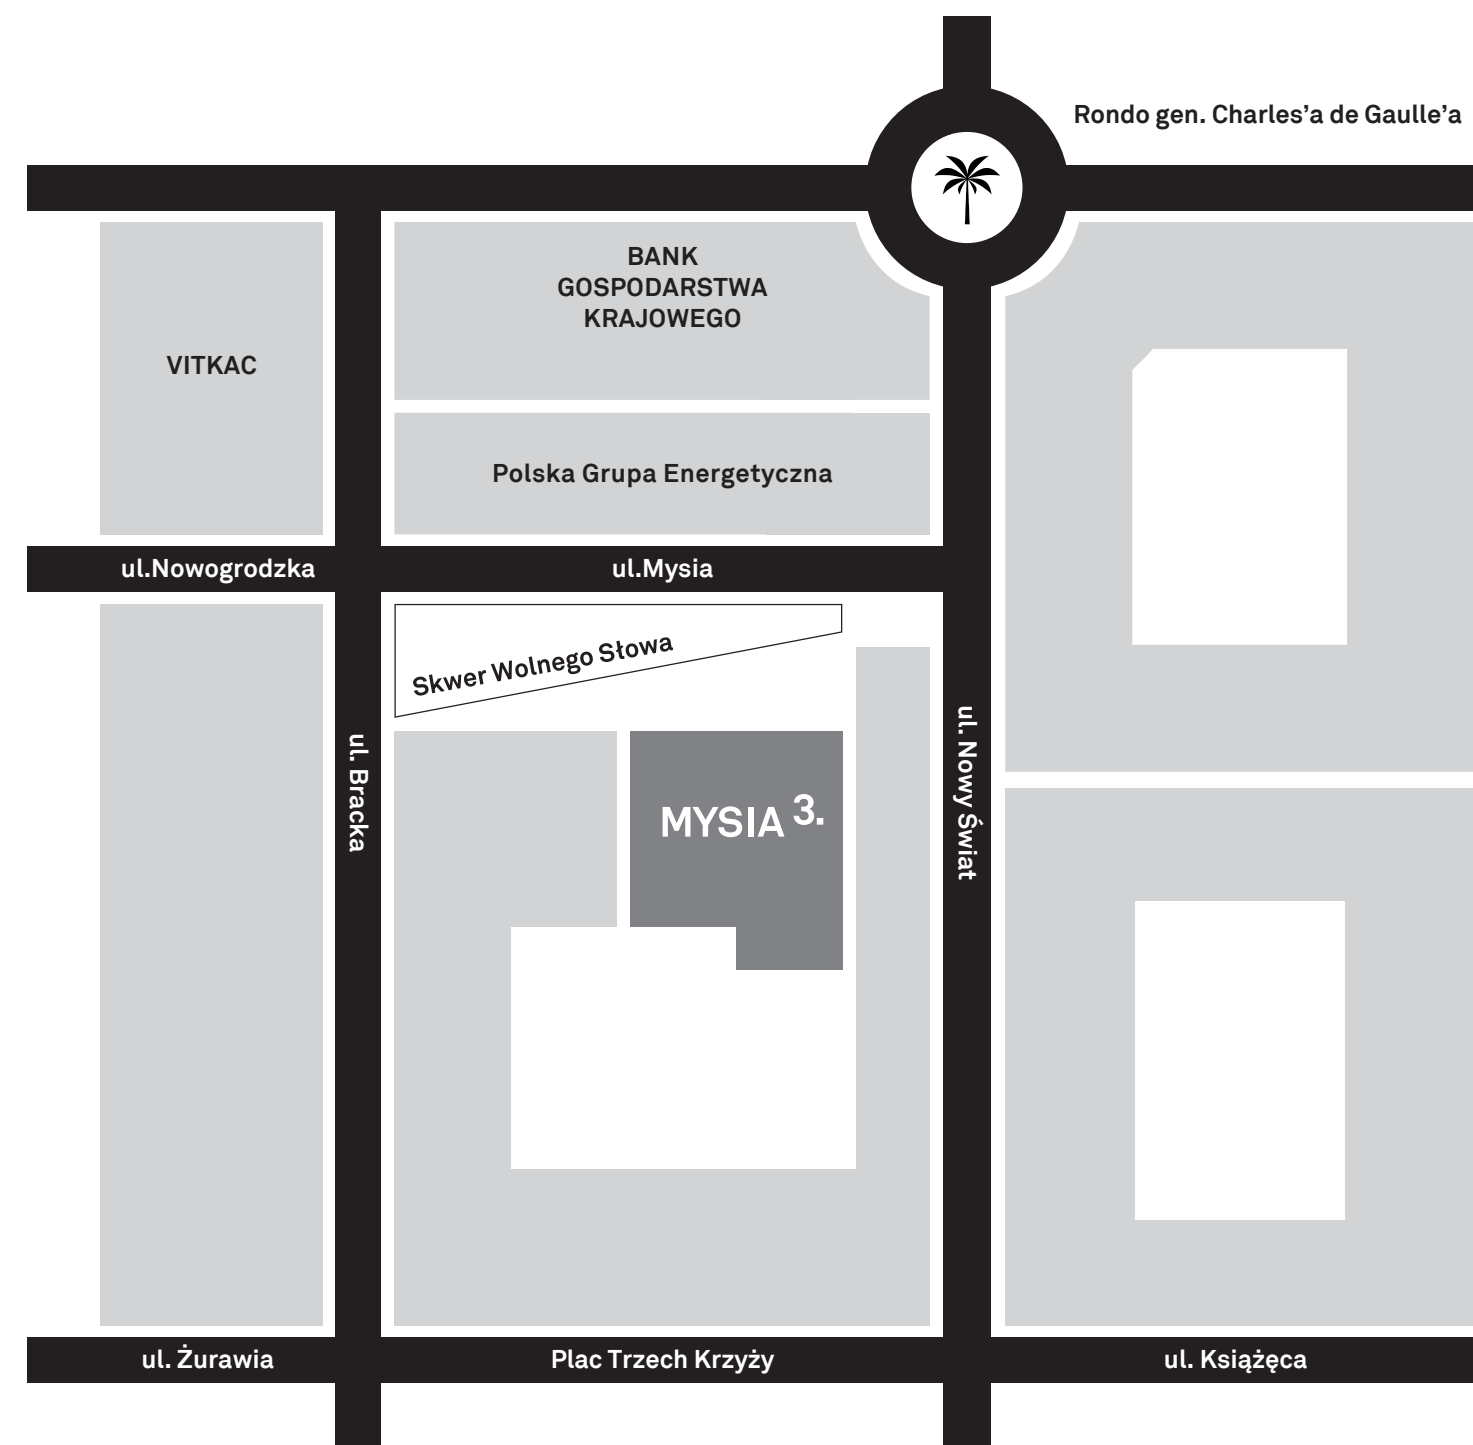 Rondo gen. Charles’a de Gaulle’a
BANK
GOSPODARSTWA
KRAJOWEGO
VITKAC
Polska Grupa Energetyczna
ul.Nowogrodzka
ul.Mysia
Skwer Wolnego Słowa
ul. Bracka
ul. Nowy Świat
MYSIA 3.
ul. Żurawia
Plac Trzech Krzyży
ul. Książęca